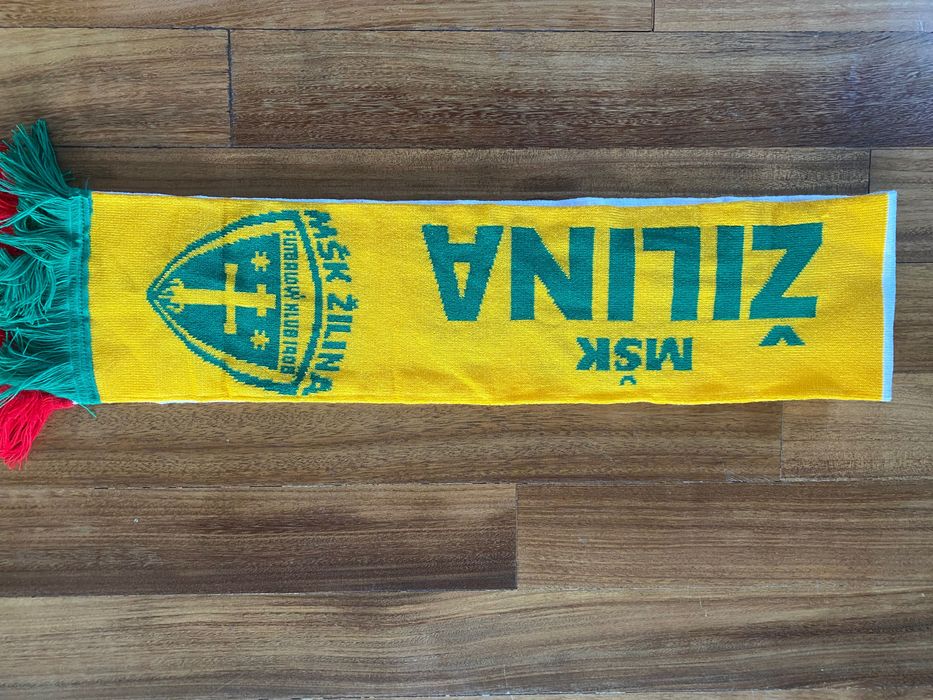 MŠK
ŽILINA
MŠK ŽILINA
FUTBALOVÝ KLUB 1908